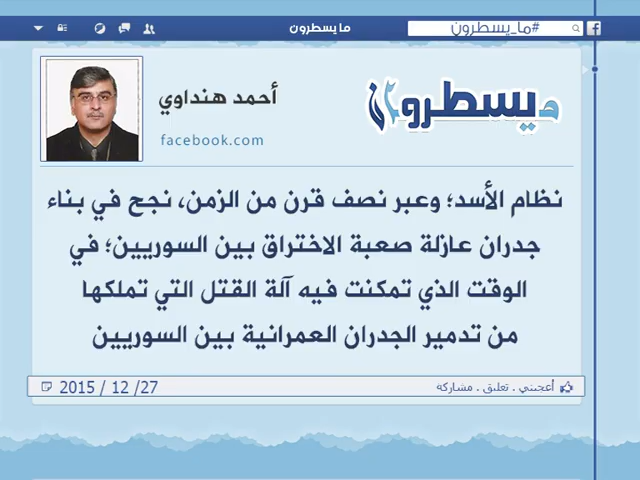 ما يسطرون
#ما_يسطرون
f
ما يسطرون
أحمد هنداوي
facebook.com
نظام الأسد؛ وعبر نصف قرن من الزمن، نجح في بناء
جدران عازلة صعبة الاختراق بين السوريين؛ في
الوقت الذي تمكنت فيه آلة القتل التي تملكها
من تدمير الجدران العمرانية بين السوريين
أعجبني . تعليق . مشاركة
2015 / 12 /27